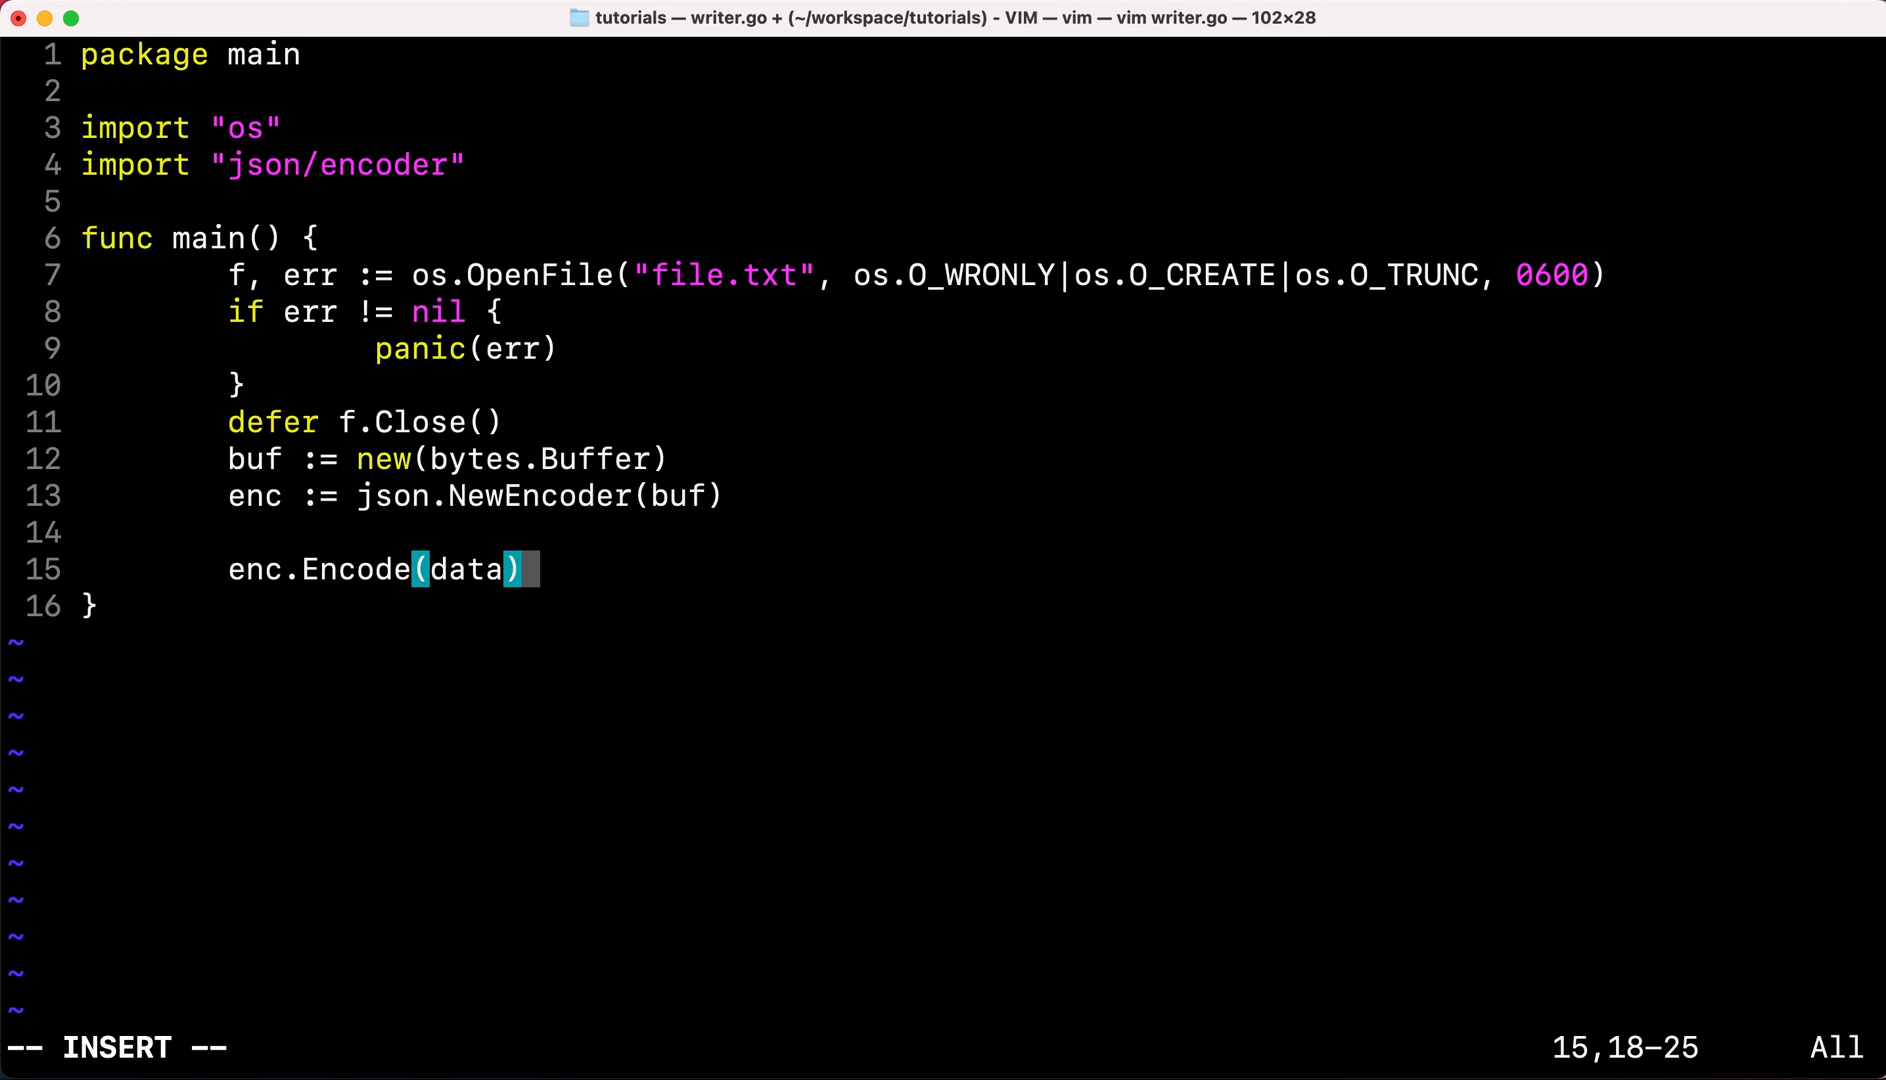 tutorials — writer.go + (~/workspace/tutorials) - VIM — vim — vim writer.go — 102×28
1 package main
2
3 import "os"
4 import "json/encoder"
5
6 func main() {
7         f, err := os.OpenFile("file.txt", os.O_WRONLY|os.O_CREATE|os.O_TRUNC, 0600)
8         if err != nil {
9                 panic(err)
10         }
11         defer f.Close()
12         buf := new(bytes.Buffer)
13         enc := json.NewEncoder(buf)
14
15         enc.Encode(data)
16 }
~
~
~
~
~
~
~
~
~
~
~
-- INSERT --                    15,18-25     All